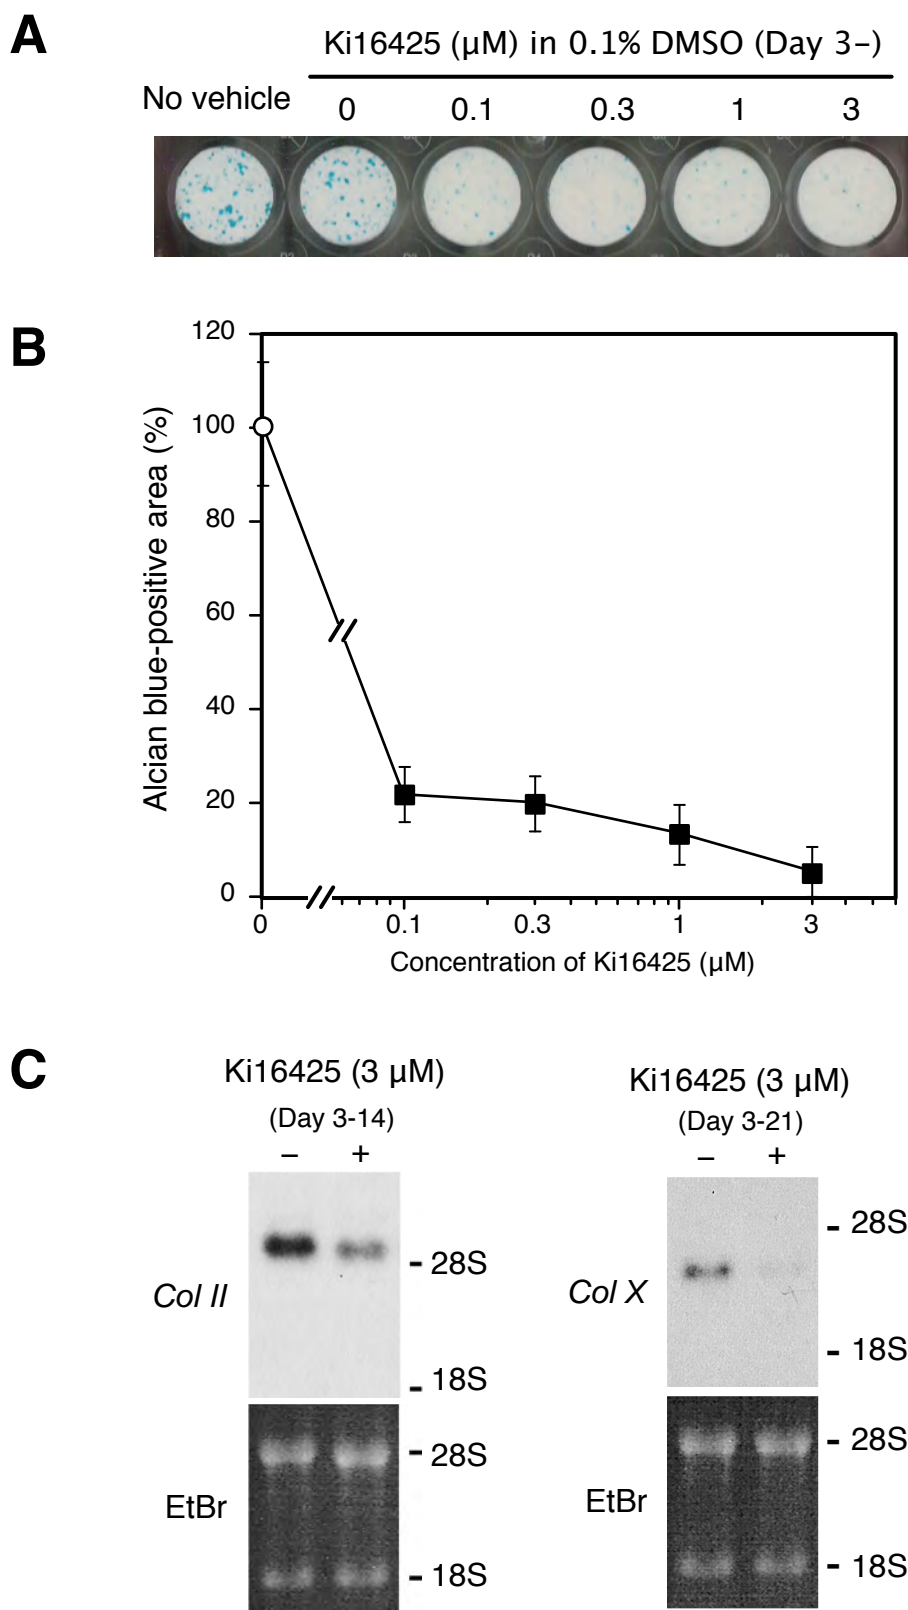 A
Ki16425 (μM) in 0.1% DMSO (Day 3–)
No vehicle 0 0.1 0.3 1 3
B
120
100
80
60
40
20
0
Alcian blue-positive area (%)
0 0.1 0.3 1 3
Concentration of Ki16425 (μM)
C
Ki16425 (3 μM)
(Day 3-14)
– +
28S
Col II
18S
28S
EtBr
18S
Ki16425 (3 μM)
(Day 3-21)
– +
28S
Col X
18S
28S
EtBr
18S